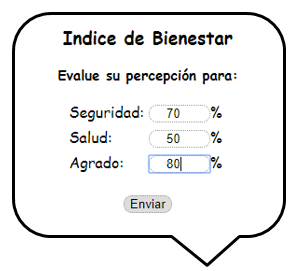 Indice de Bienestar
Evalue su percepción para:
Seguridad: 70 %
Salud: 50 %
Agrado: 80 %
Enviar